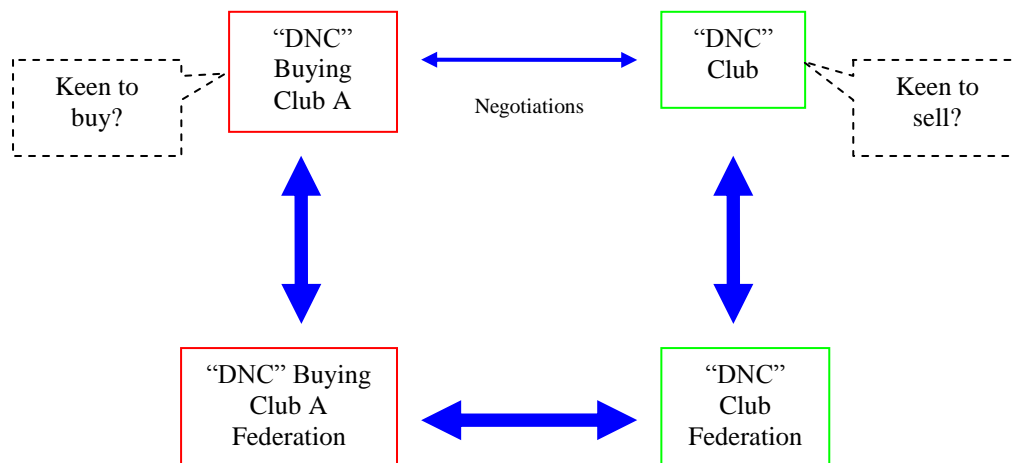 “DNC”
Buying
Club A
“DNC”
Club
Keen to
buy?
Negotiations
Keen to
sell?
“DNC” Buying
Club A
Federation
“DNC”
Club
Federation